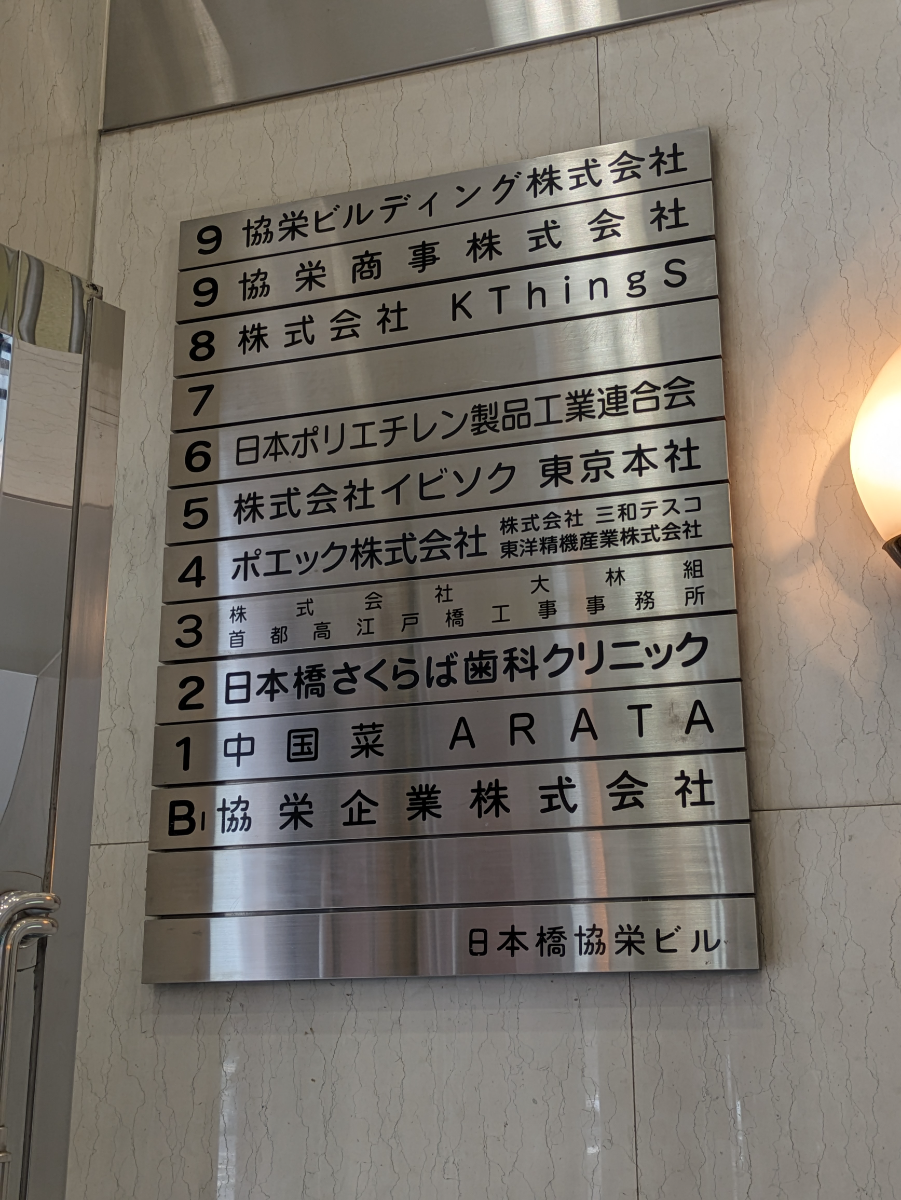 9 協栄ビルディング株式会社
9 協栄商事株式会社
8 株式会社 KThingS
7
6 日本ポリエチレン製品工業連合会
5 株式会社イビソク 東京本社
4 ポエック株式会社 株式会社 三和テスコ
東洋精機産業株式会社
3 株式会社大林組
首都高江戸橋工事事務所
2 日本橋さくらば歯科クリニック
1 中国菜 ARATA
B1 協栄企業株式会社
日本橋協栄ビル